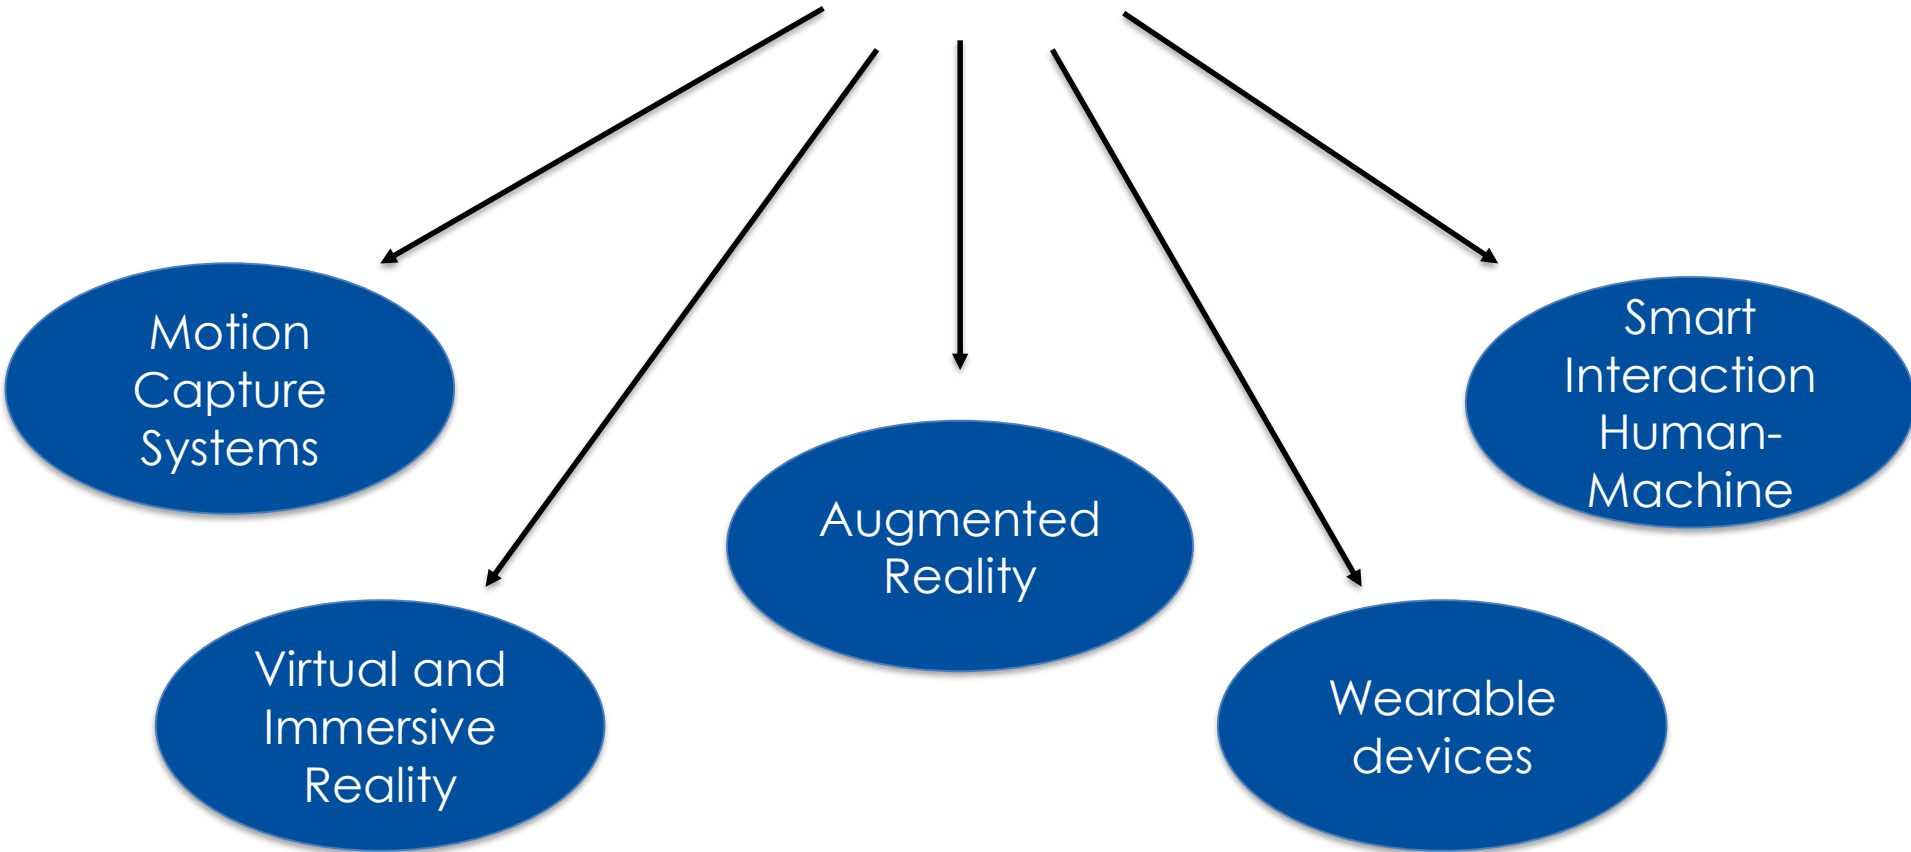 Motion
Capture
Systems
Virtual and
Immersive
Reality
Augmented
Reality
Wearable
devices
Smart
Interaction
Human-
Machine